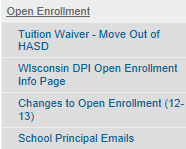 Open Enrollment
Tuition Waiver - Move Out of
HASD
WIsconsin DPI Open Enrollment
Info Page
Changes to Open Enrollment (12-
13)
School Principal Emails